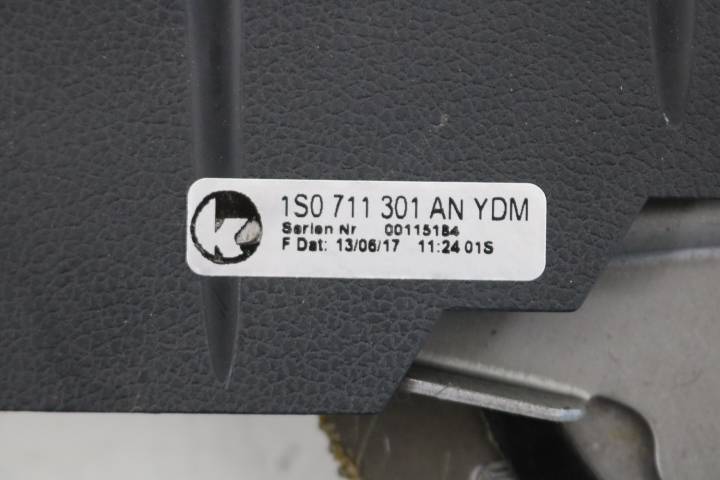 K
1S0 711 301 AN YDM
Serien Nr 00115184
F Dat: 13/06/17 11:24 01S